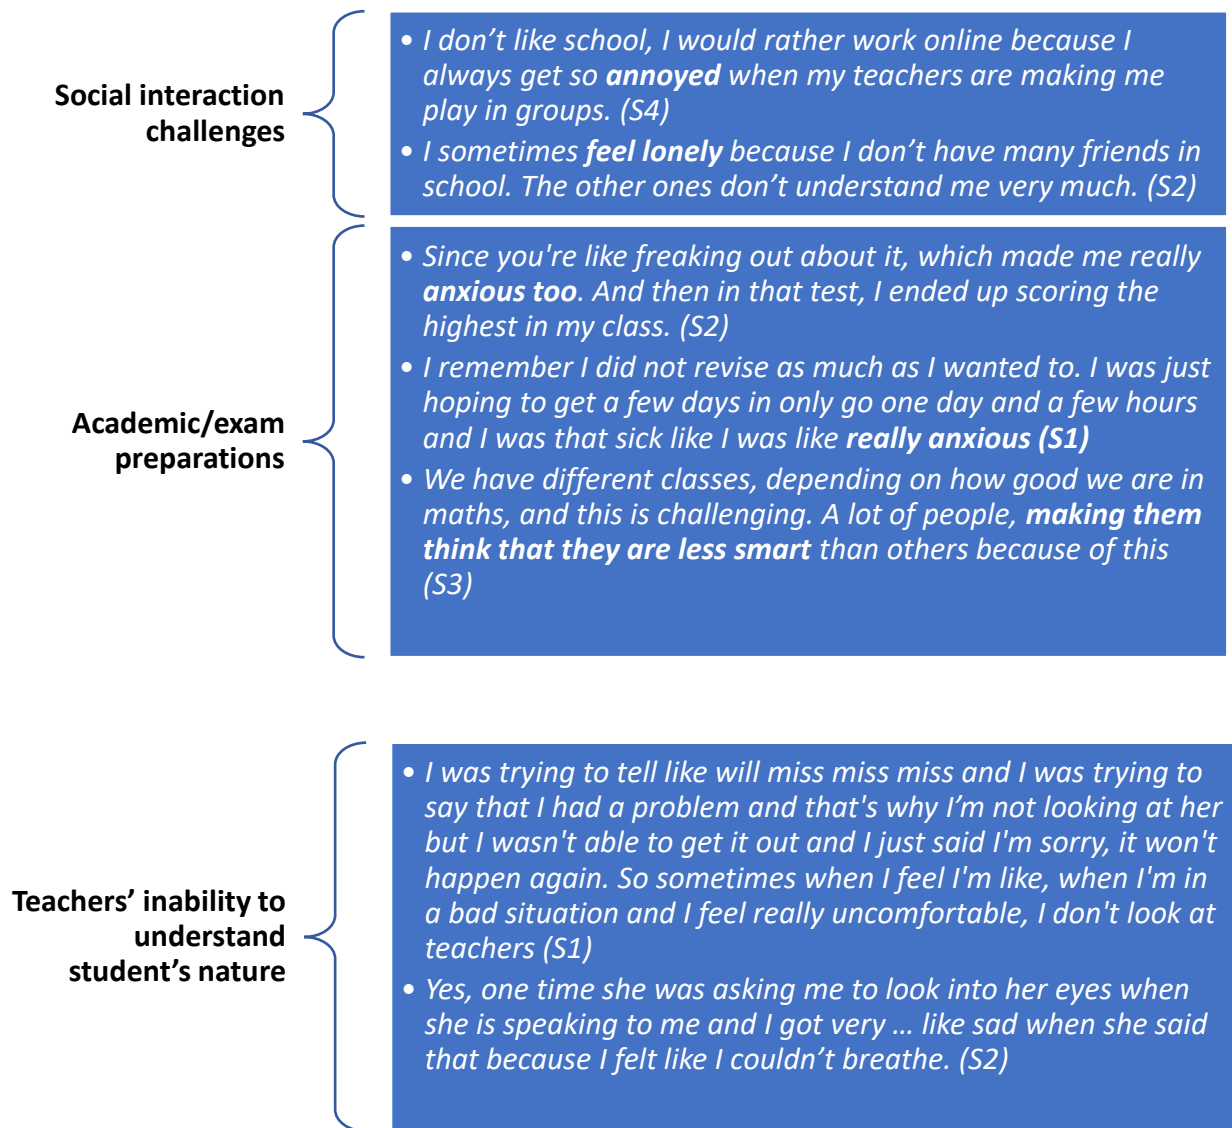 Social interaction
challenges
• I don’t like school, I would rather work online because I
always get so annoyed when my teachers are making me
play in groups. (S4)
• I sometimes feel lonely because I don’t have many friends in
school. The other ones don’t understand me very much. (S2)
Academic/exam
preparations
• Since you're like freaking out about it, which made me really
anxious too. And then in that test, I ended up scoring the
highest in my class. (S2)
• I remember I did not revise as much as I wanted to. I was just
hoping to get a few days in only go one day and a few hours
and I was that sick like I was like really anxious (S1)
• We have different classes, depending on how good we are in
maths, and this is challenging. A lot of people, making them
think that they are less smart than others because of this
(S3)
Teachers’ inability to
understand
student’s nature
• I was trying to tell like will miss miss miss and I was trying to
say that I had a problem and that's why I’m not looking at her
but I wasn't able to get it out and I just said I'm sorry, it won't
happen again. So sometimes when I feel I'm like, when I'm in
a bad situation and I feel really uncomfortable, I don't look at
teachers (S1)
• Yes, one time she was asking me to look into her eyes when
she is speaking to me and I got very … like sad when she said
that because I felt like I couldn’t breathe. (S2)